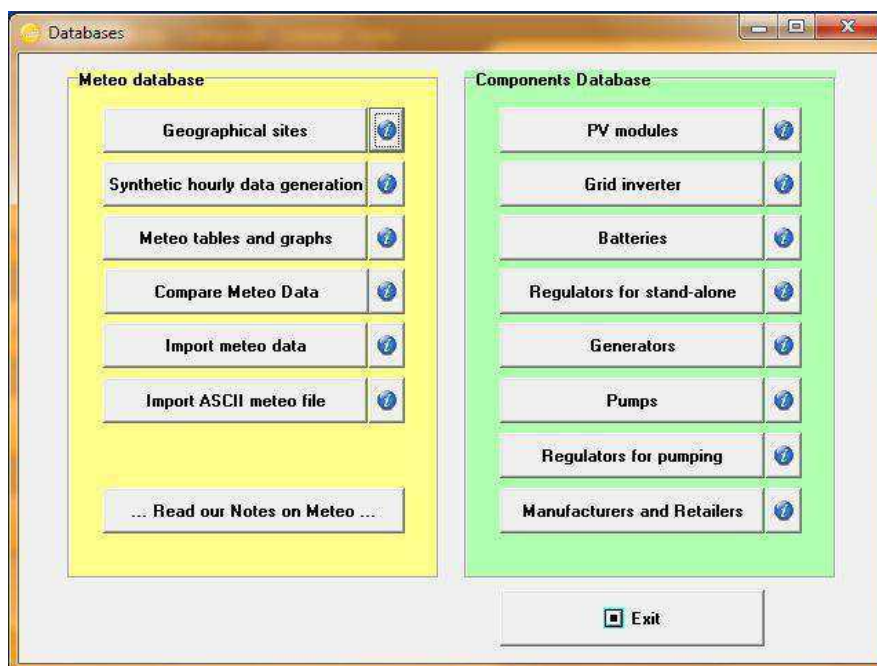 Databases
Meteo database
Geographical sites
Synthetic hourly data generation
Meteo tables and graphs
Compare Meteo Data
Import meteo data
Import ASCII meteo file
... Read our Notes on Meteo ...
Components Database
PV modules
Grid inverter
Batteries
Regulators for stand-alone
Generators
Pumps
Regulators for pumping
Manufacturers and Retailers
Exit